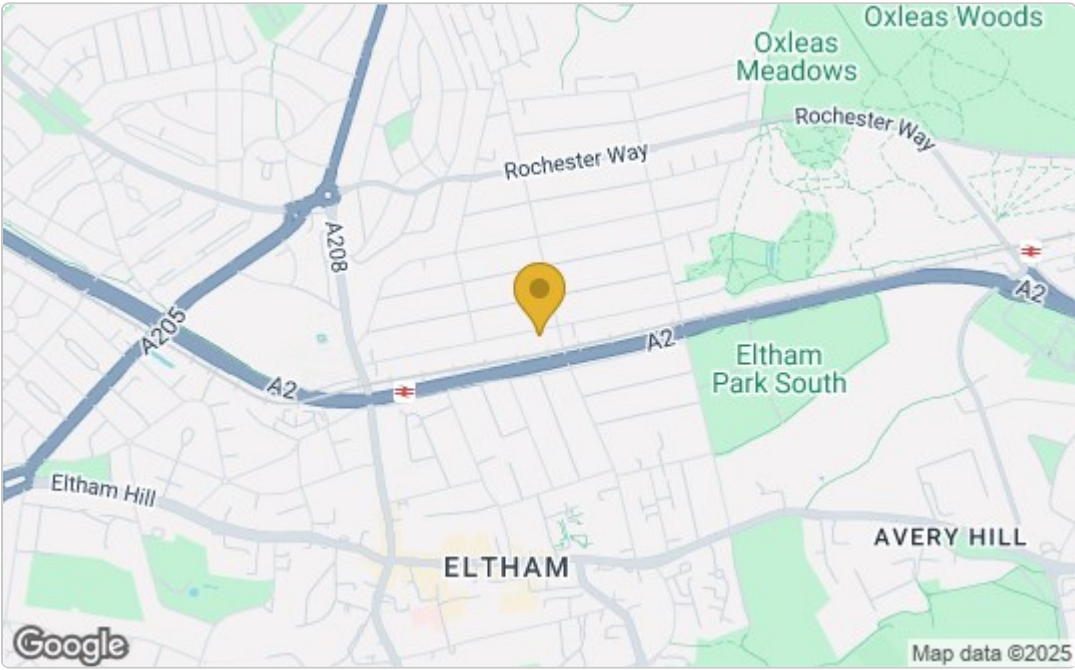 Oxleas Woods
Oxleas
Meadows
Rochester Way
Rochester Way
A208
A205
A2
A2
A2
Eltham
Park South
Eltham Hill
AVERY HILL
ELTHAM
Google
Map data ©2025